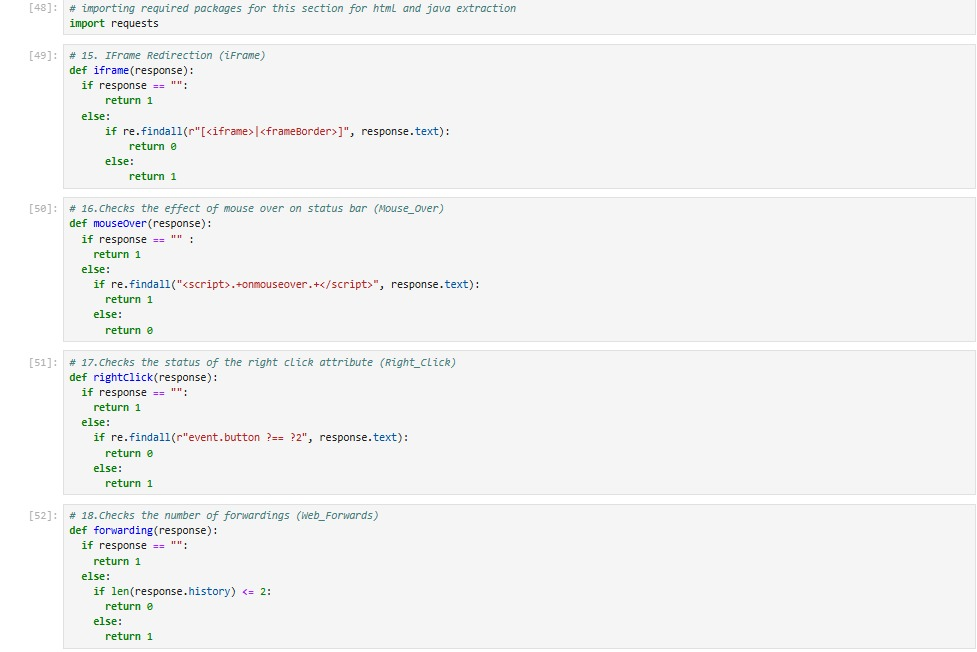 [48]: # importing required packages for this section for html and java extraction
import requests
[49]: # 15. IFrame Redirection (iFrame)
def iframe(response):
  if response == "":
      return 1
  else:
      if re.findall(r"[<iframe>|<frameBorder>]", response.text):
          return 0
      else:
          return 1
[50]: # 16.Checks the effect of mouse over on status bar (Mouse_Over)
def mouseOver(response):
  if response == "" :
    return 1
  else:
    if re.findall("<script>.+onmouseover.+</script>", response.text):
      return 1
    else:
      return 0
[51]: # 17.Checks the status of the right click attribute (Right_Click)
def rightClick(response):
  if response == "":
    return 1
  else:
    if re.findall(r"event.button ?== ?2", response.text):
      return 0
    else:
      return 1
[52]: # 18.Checks the number of forwardings (Web_Forwards)
def forwarding(response):
  if response == "":
    return 1
  else:
    if len(response.history) <= 2:
      return 0
    else:
      return 1